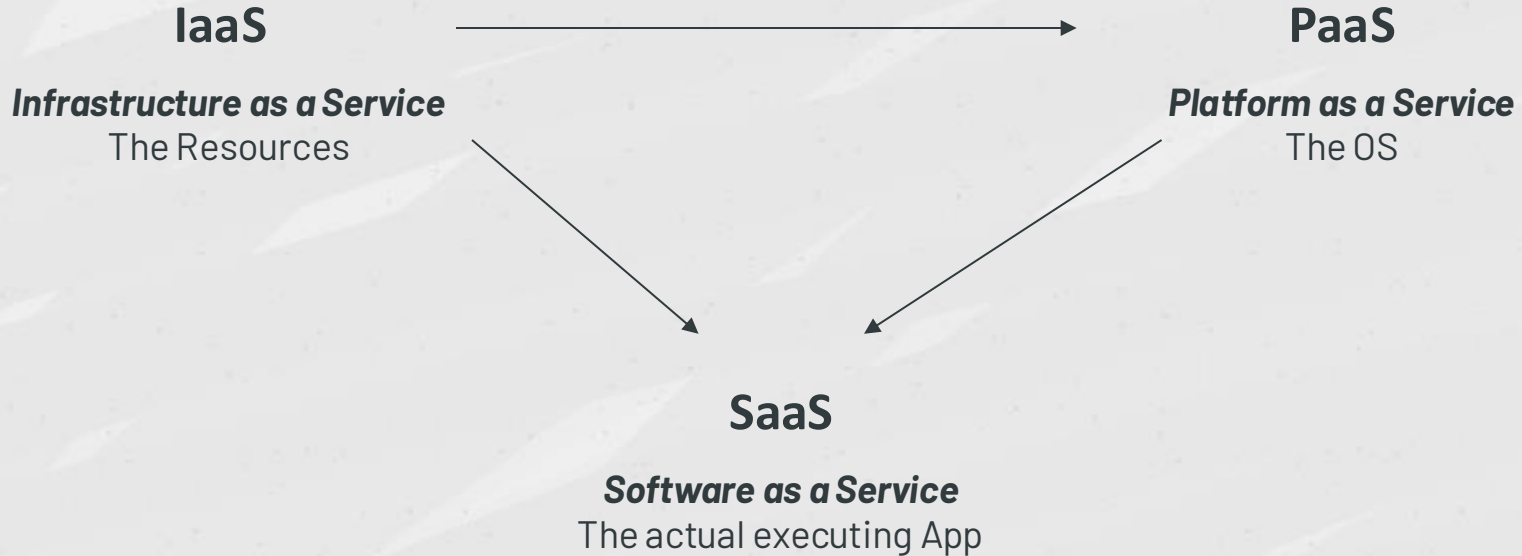 IaaS
Infrastructure as a Service
The Resources
PaaS
Platform as a Service
The OS
SaaS
Software as a Service
The actual executing App